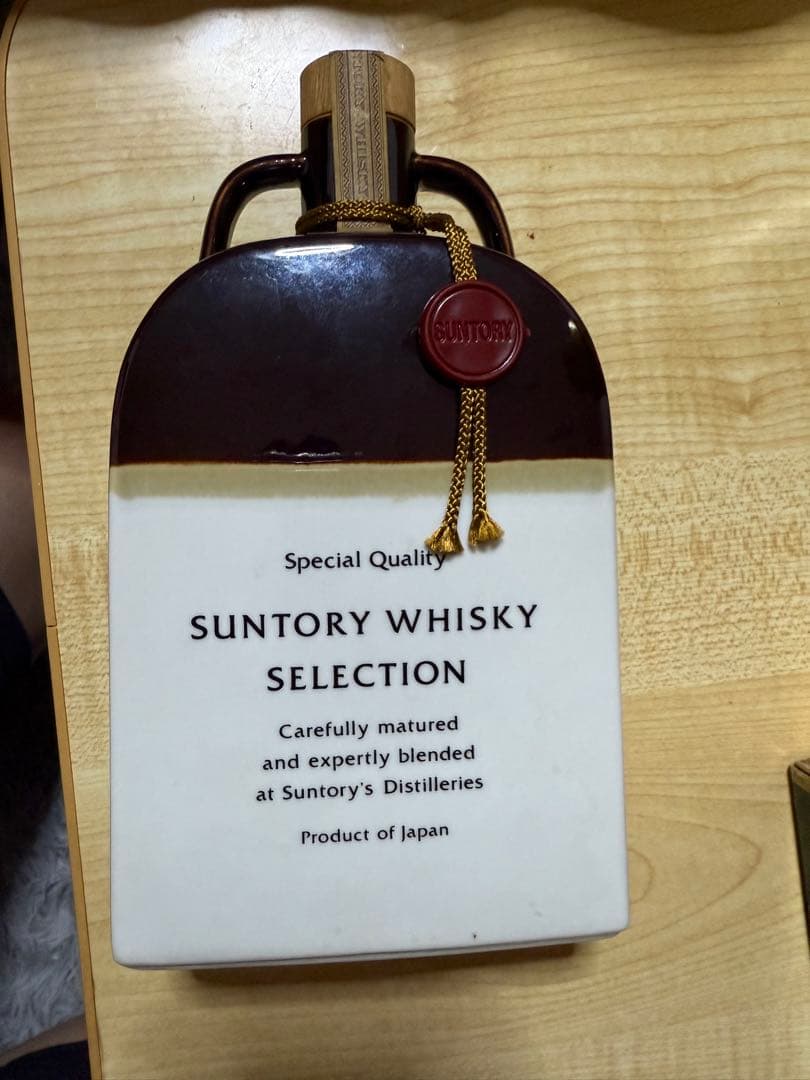 SUNTORY
Special Quality
SUNTORY WHISKY
SELECTION
Carefully matured
and expertly blended
at Suntory's Distilleries
Product of Japan